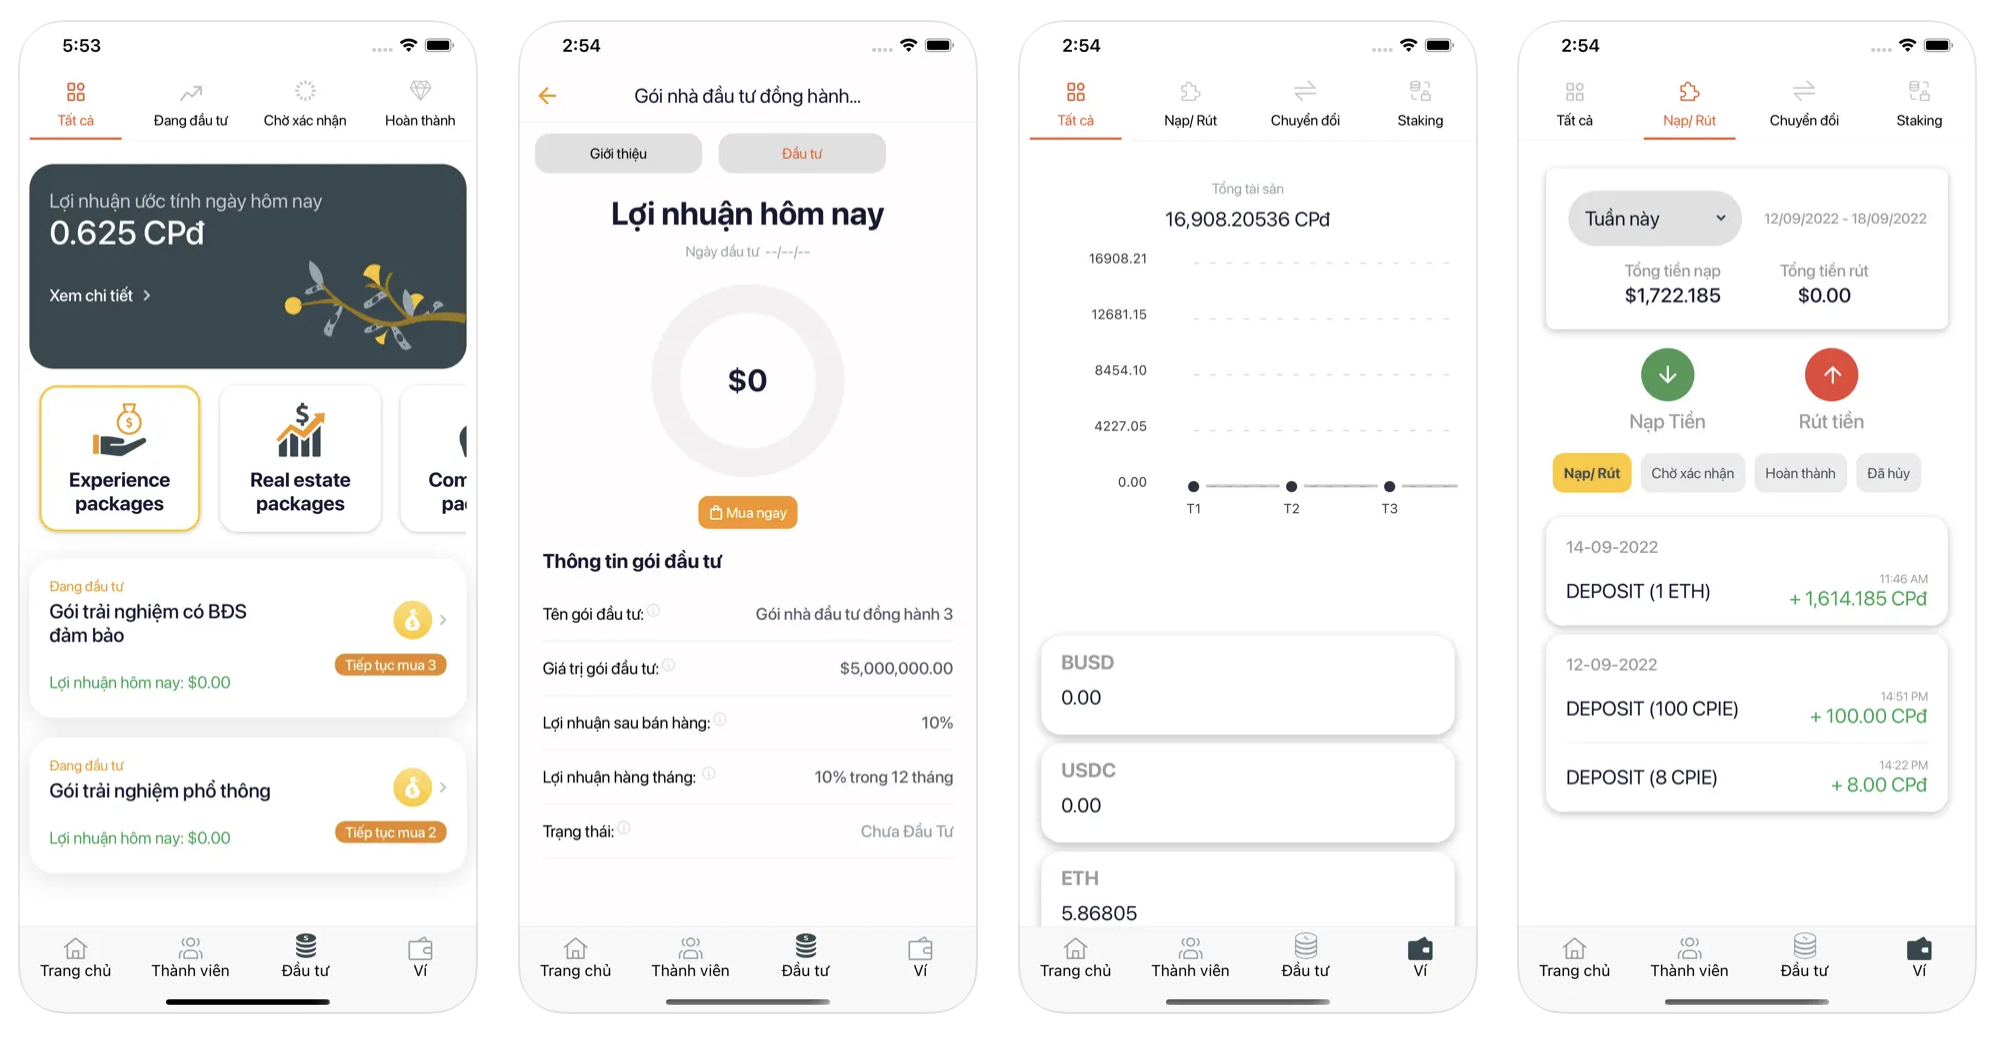 5:53
Tất cả
Đang đầu tư
Chờ xác nhận
Hoàn thành
Lợi nhuận ước tính ngày hôm nay
0.625 CPđ
Xem chi tiết
Experience
packages
Real estate
packages
Com
pa
Đang đầu tư
Gói trải nghiệm có BĐS
đảm bảo
Tiếp tục mua 3
Lợi nhuận hôm nay: $0.00
Đang đầu tư
Gói trải nghiệm phổ thông
Tiếp tục mua 2
Lợi nhuận hôm nay: $0.00
Trang chủ
Thành viên
Đầu tư
Ví
2:54
Gói nhà đầu tư đồng hành...
Giới thiệu
Đầu tư
Lợi nhuận hôm nay
Ngày đầu tư --/--/--
$0
Mua ngay
Thông tin gói đầu tư
Tên gói đầu tư: Gói nhà đầu tư đồng hành 3
Giá trị gói đầu tư: $5,000,000.00
Lợi nhuận sau bán hàng: 10%
Lợi nhuận hàng tháng: 10% trong 12 tháng
Trạng thái: Chưa Đầu Tư
Trang chủ
Thành viên
Đầu tư
Ví
2:54
Tất cả
Nạp/ Rút
Chuyển đổi
Staking
Tổng tài sản
16,908.20536 CPđ
16908.21
12681.15
8454.10
4227.05
0.00
T1
T2
T3
BUSD
0.00
USDC
0.00
ETH
5.86805
Trang chủ
Thành viên
Đầu tư
Ví
2:54
Tất cả
Nạp/ Rút
Chuyển đổi
Staking
Tuần này
12/09/2022 - 18/09/2022
Tổng tiền nạp
$1,722.185
Tổng tiền rút
$0.00
Nạp Tiền
Rút tiền
Nạp/ Rút
Chờ xác nhận
Hoàn thành
Đã hủy
14-09-2022
11:46 AM
DEPOSIT (1 ETH)
+ 1,614.185 CPđ
12-09-2022
14:51 PM
DEPOSIT (100 CPIE)
+ 100.00 CPđ
14:22 PM
DEPOSIT (8 CPIE)
+ 8.00 CPđ
Trang chủ
Thành viên
Đầu tư
Ví